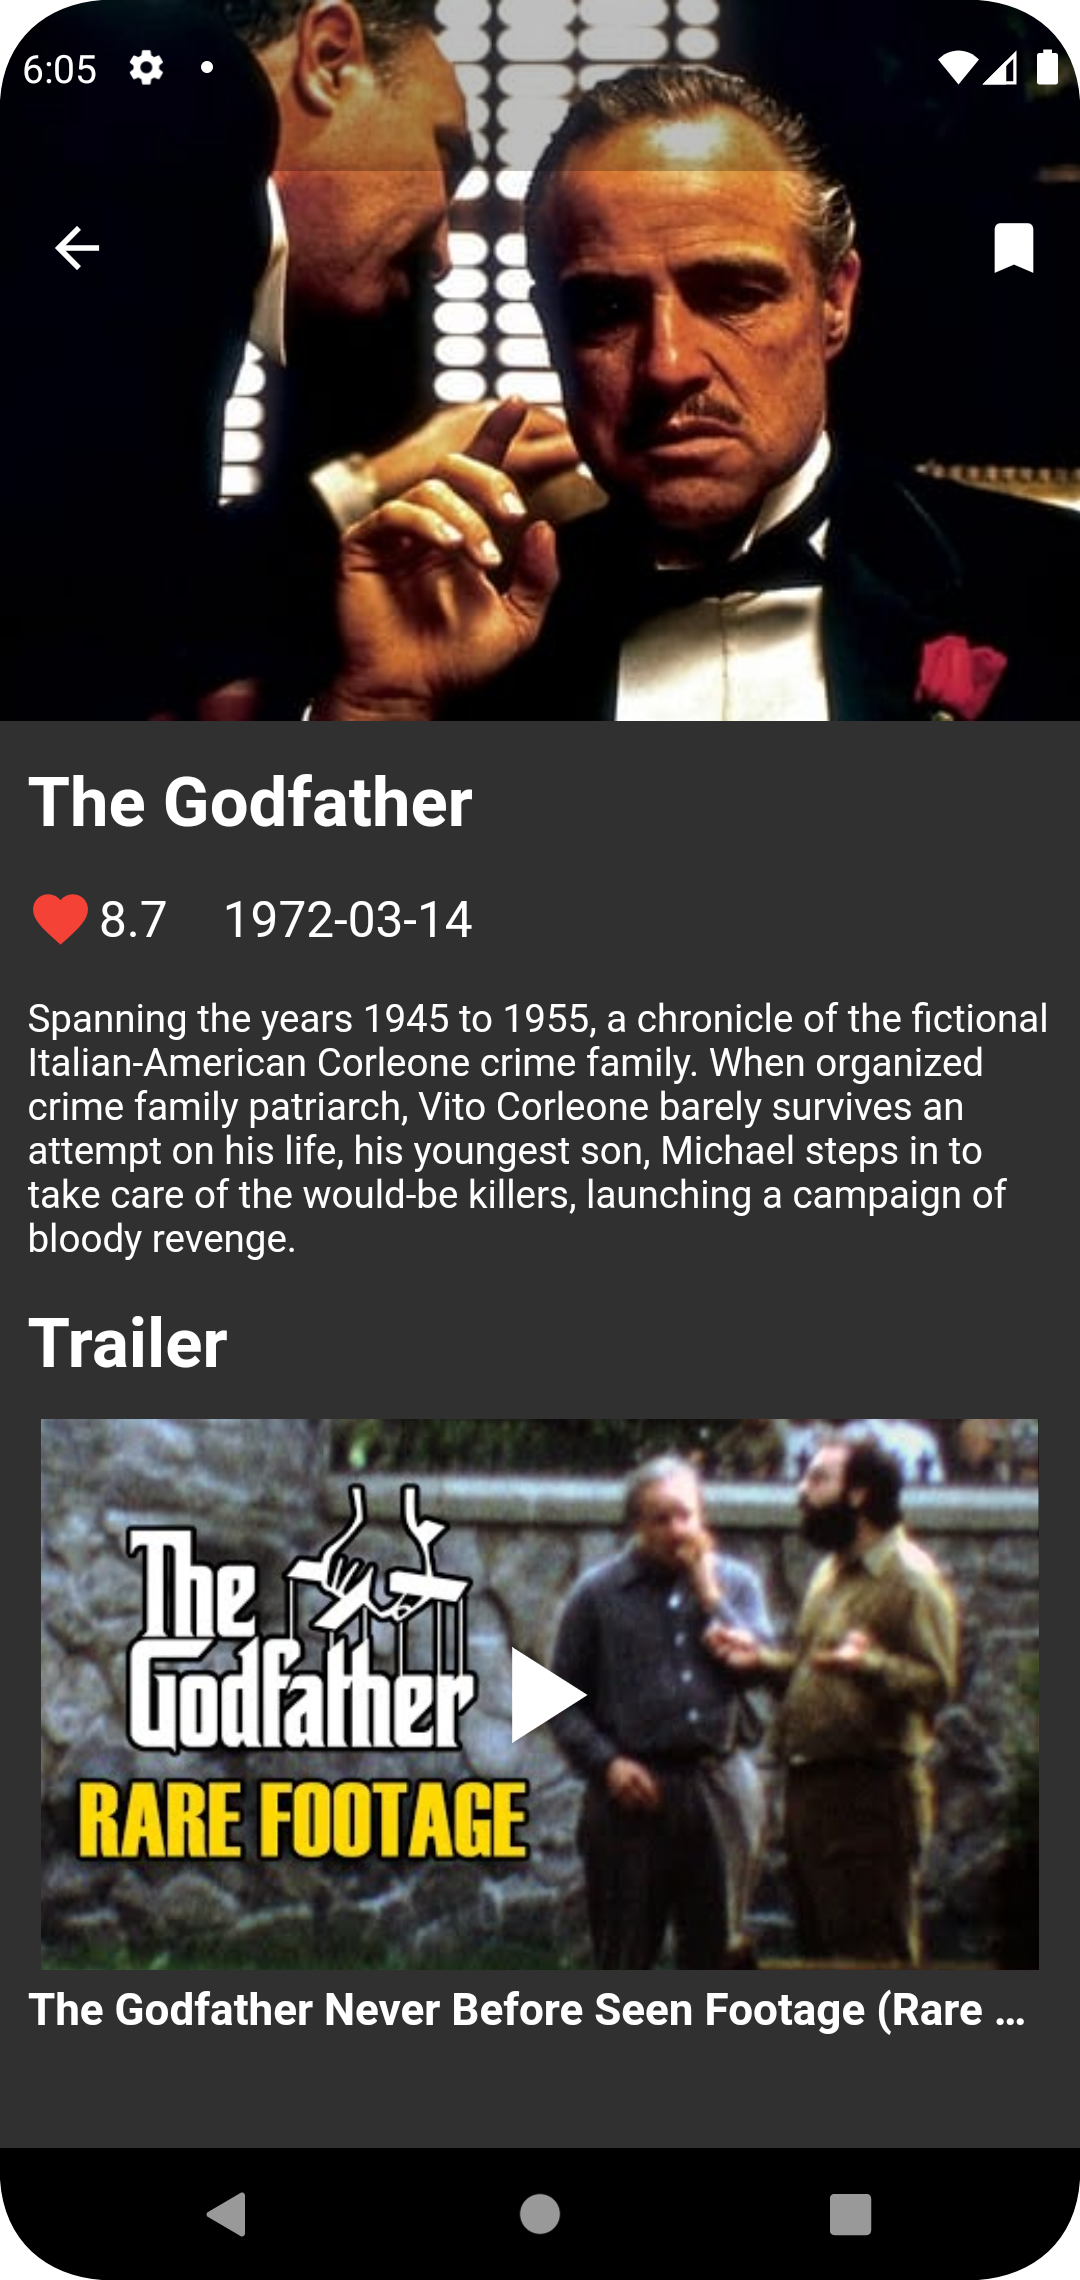 6:05
The Godfather
8.7 1972-03-14
Spanning the years 1945 to 1955, a chronicle of the fictional
Italian-American Corleone crime family. When organized
crime family patriarch, Vito Corleone barely survives an
attempt on his life, his youngest son, Michael steps in to
take care of the would-be killers, launching a campaign of
bloody revenge.
Trailer
The
Godfather
RARE FOOTAGE
The Godfather Never Before Seen Footage (Rare ...